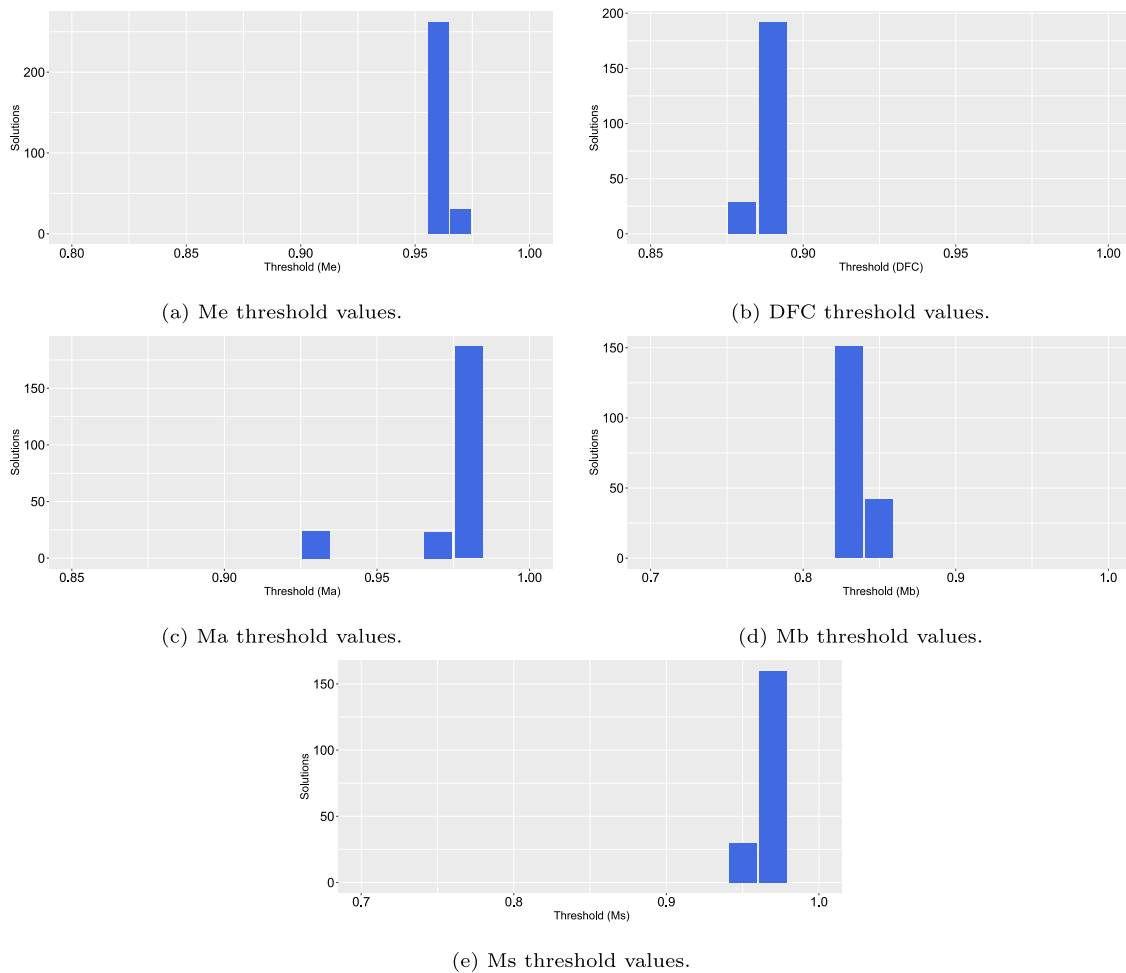 200
100
0
Solutions
0.80 0.85 0.90 0.95 1.00
Threshold (Me)
(a) Me threshold values.
200
150
100
50
0
Solutions
0.85 0.90 0.95 1.00
Threshold (DFC)
(b) DFC threshold values.
150
100
50
0
Solutions
0.85 0.90 0.95 1.00
Threshold (Ma)
(c) Ma threshold values.
150
100
50
0
Solutions
0.7 0.8 0.9 1.0
Threshold (Mb)
(d) Mb threshold values.
150
100
50
0
Solutions
0.7 0.8 0.9 1.0
Threshold (Ms)
(e) Ms threshold values.